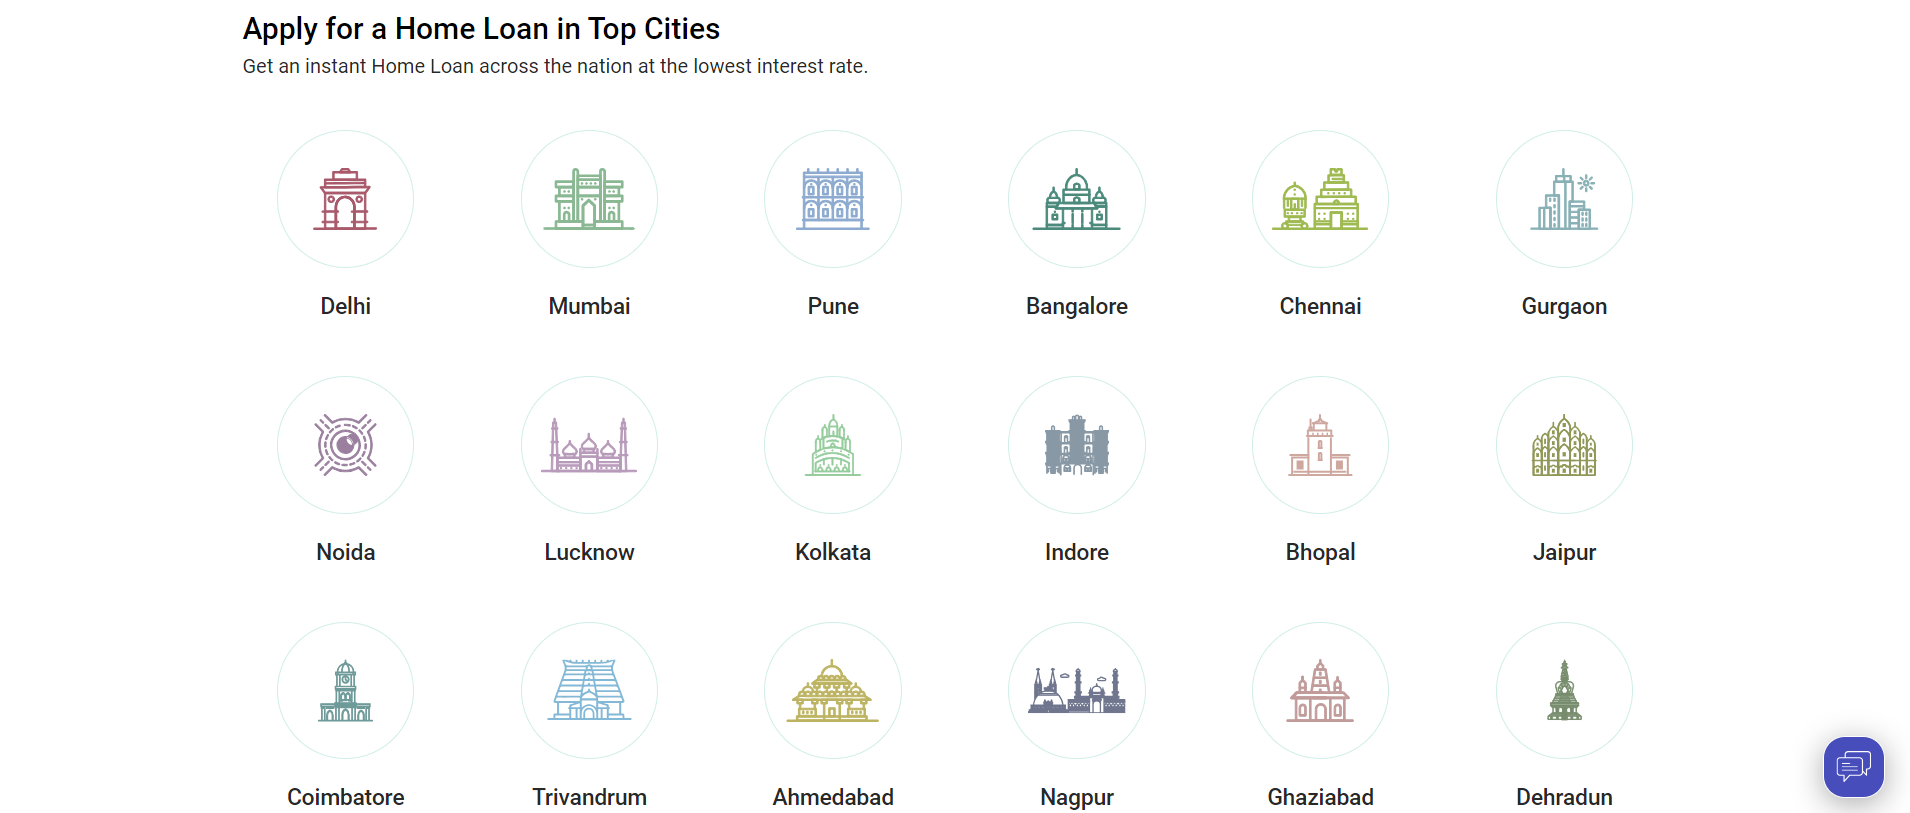 Apply for a Home Loan in Top Cities
Get an instant Home Loan across the nation at the lowest interest rate.
Delhi
Mumbai
Pune
Bangalore
Chennai
Gurgaon
Noida
Lucknow
Kolkata
Indore
Bhopal
Jaipur
Coimbatore
Trivandrum
Ahmedabad
Nagpur
Ghaziabad
Dehradun